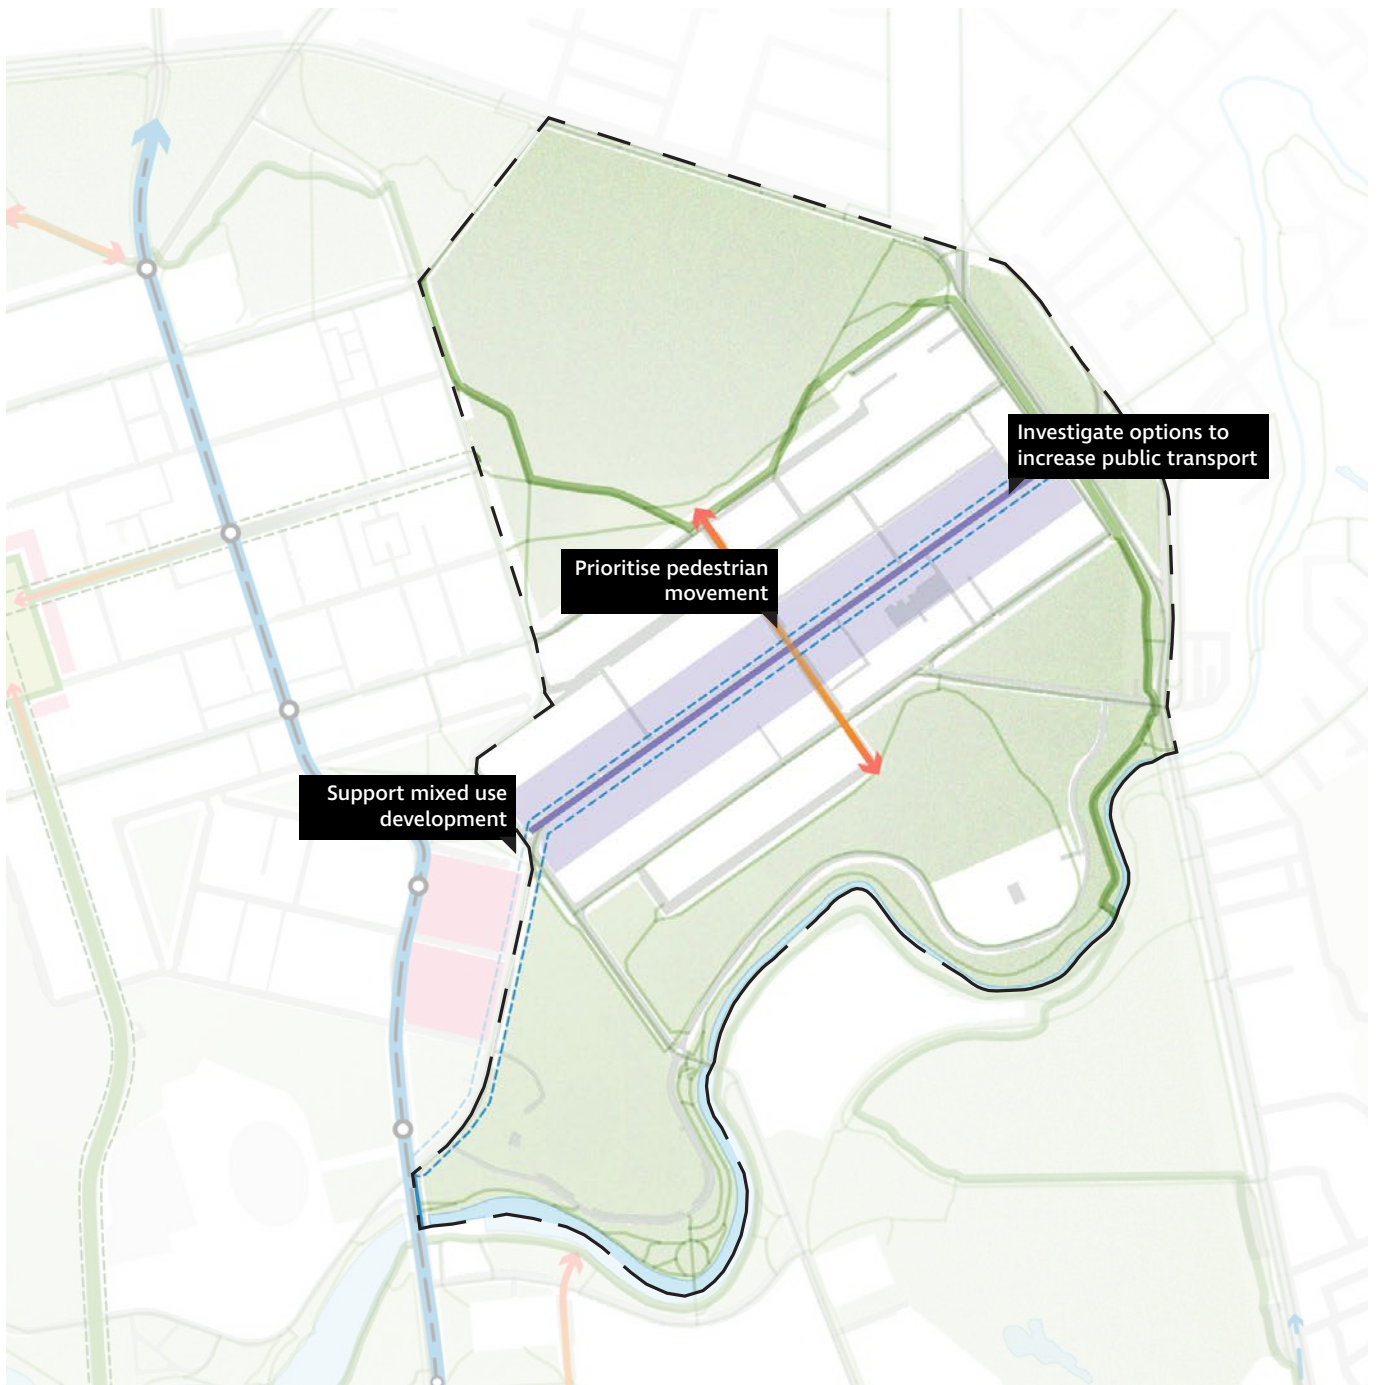 Investigate options to
increase public transport
Prioritise pedestrian
movement
Support mixed use
development